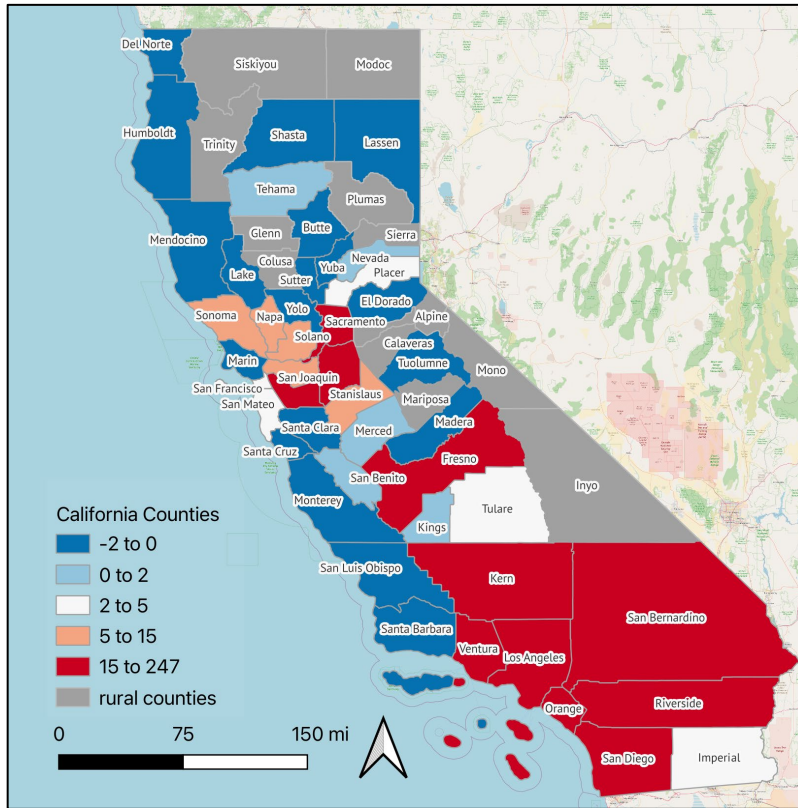 Del Norte
Siskiyou
Modoc
Humboldt
Trinity
Shasta
Lassen
Tehama
Plumas
Mendocino
Glenn
Butte
Sierra
Colusa
Nevada
Lake
Sutter
Yuba
Placer
Yolo
El Dorado
Sonoma
Napa
Sacramento
Alpine
Solano
Calaveras
Marin
Tuolumne
San Joaquin
Mono
San Francisco
Stanislaus
Mariposa
San Mateo
Santa Clara
Merced
Madera
Santa Cruz
Fresno
San Benito
Inyo
Monterey
Tulare
Kings
San Luis Obispo
Kern
San Bernardino
Santa Barbara
Ventura
Los Angeles
Orange
Riverside
San Diego
Imperial
California Counties
-2 to 0
0 to 2
2 to 5
5 to 15
15 to 247
rural counties
0 75 150 mi